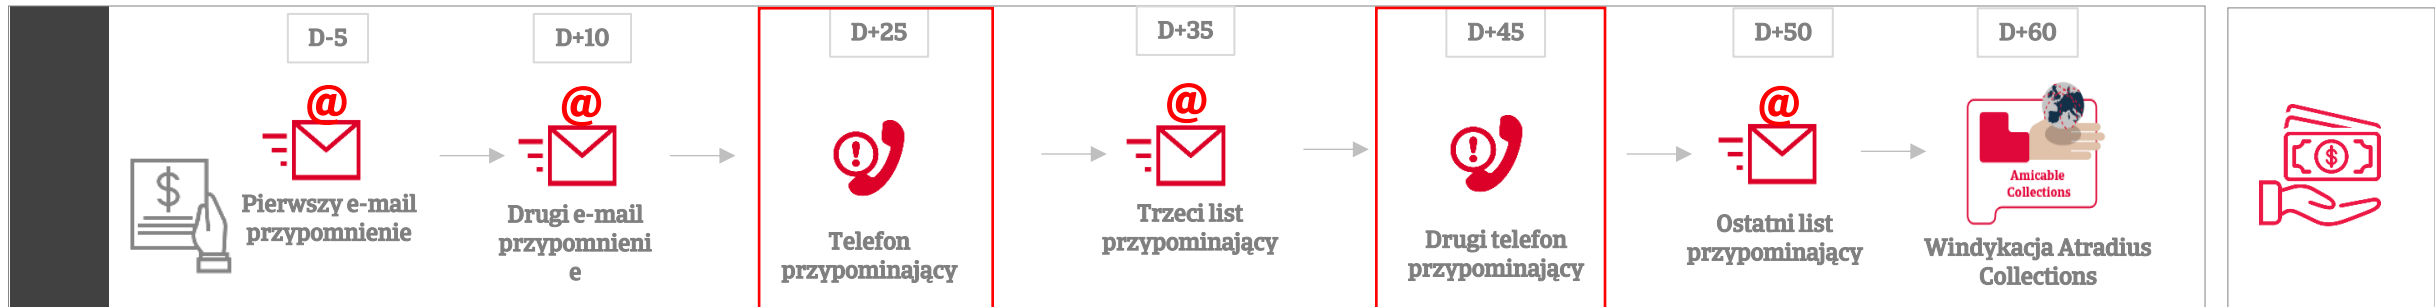 D-5
D+10
D+25
D+35
D+45
D+50
D+60
@
@
@
@
$
Pierwszy e-mail
przypomnienie
Drugi e-mail
przypomnieni
e
!
Telefon
przypominający
Trzeci list
przypominający
!
Drugi telefon
przypominający
Ostatni list
przypominający
Amicable
Collections
Windykacja Atradius
Collections
$